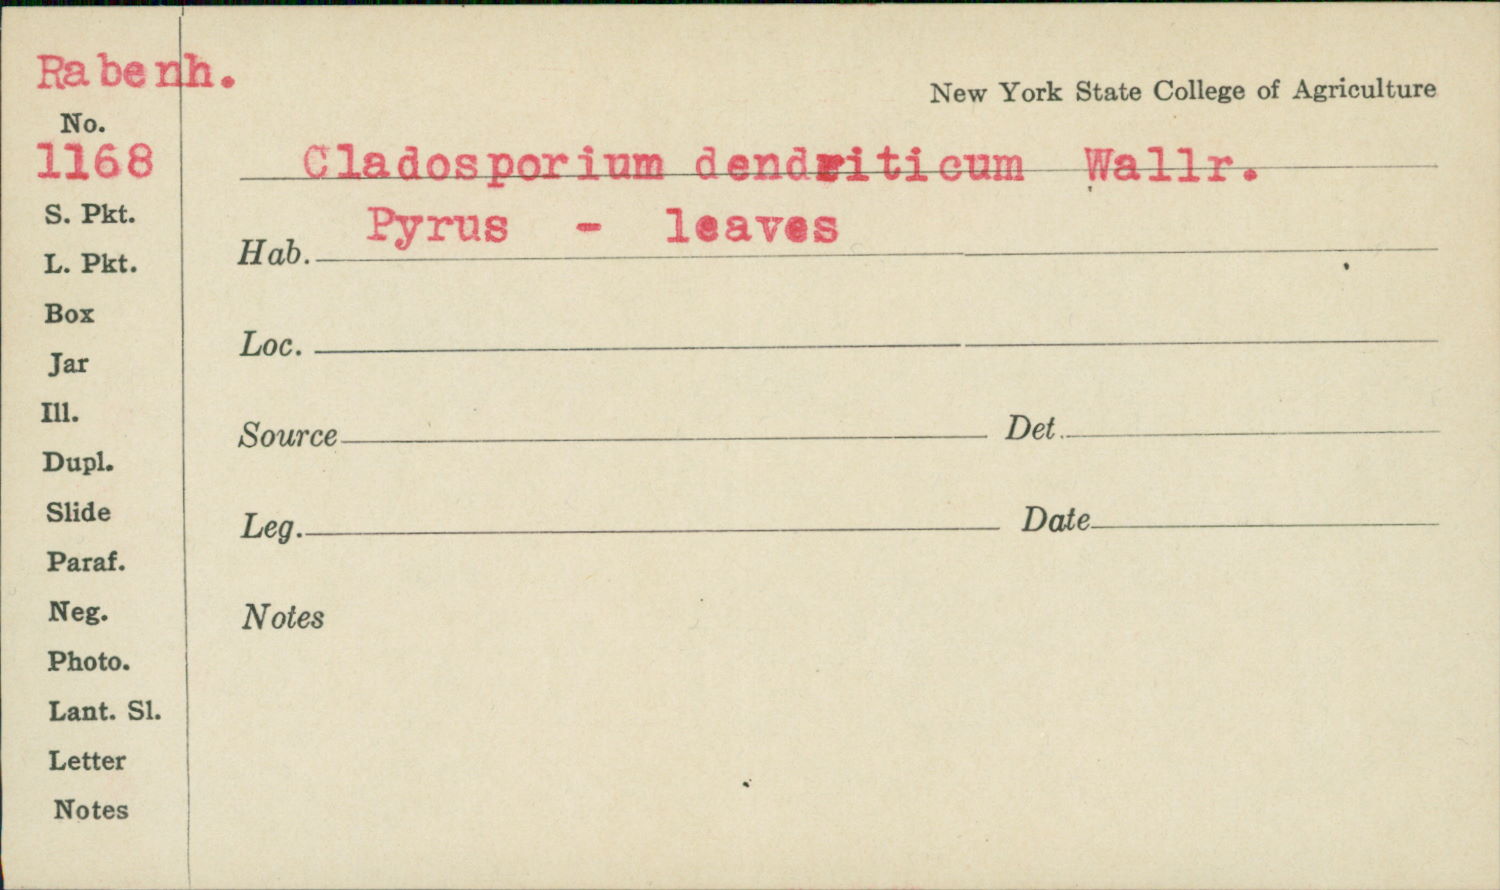 Rabenh.
New York State College of Agriculture
No.
1168
Cladosporium dendriticum Wallr.
S. Pkt.
Hab. Pyrus - leaves
L. Pkt.
Box
Loc.
Jar
Ill.
Source Det.
Dupl.
Slide
Leg. Date
Paraf.
Neg.
Notes
Photo.
Lant. Sl.
Letter
Notes